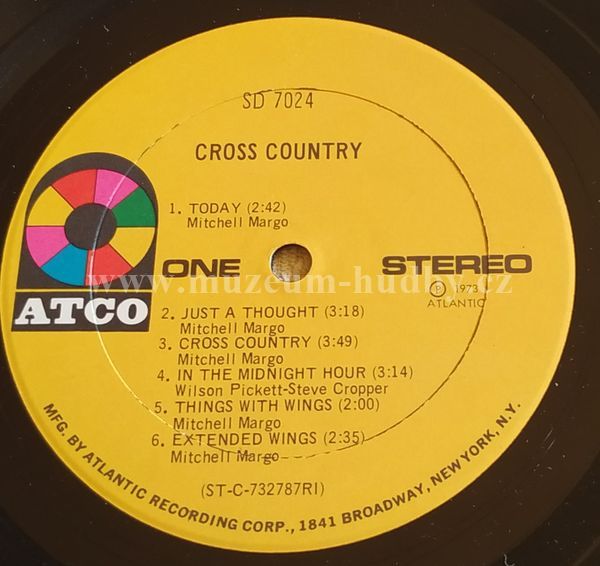 SD 7024
CROSS COUNTRY
1. TODAY (2:42)
Mitchell Margo
ONE
STEREO
www.muzeum-hudby.cz
ATCO
℗ 1973
ATLANTIC
2. JUST A THOUGHT (3:18)
Mitchell Margo
3. CROSS COUNTRY (3:49)
Mitchell Margo
4. IN THE MIDNIGHT HOUR (3:14)
Wilson Pickett-Steve Cropper
5. THINGS WITH WINGS (2:00)
Mitchell Margo
6. EXTENDED WINGS (2:35)
Mitchell Margo
(ST-C-732787RI)
MFG. BY ATLANTIC RECORDING CORP., 1841 BROADWAY, NEW YORK, N.Y.